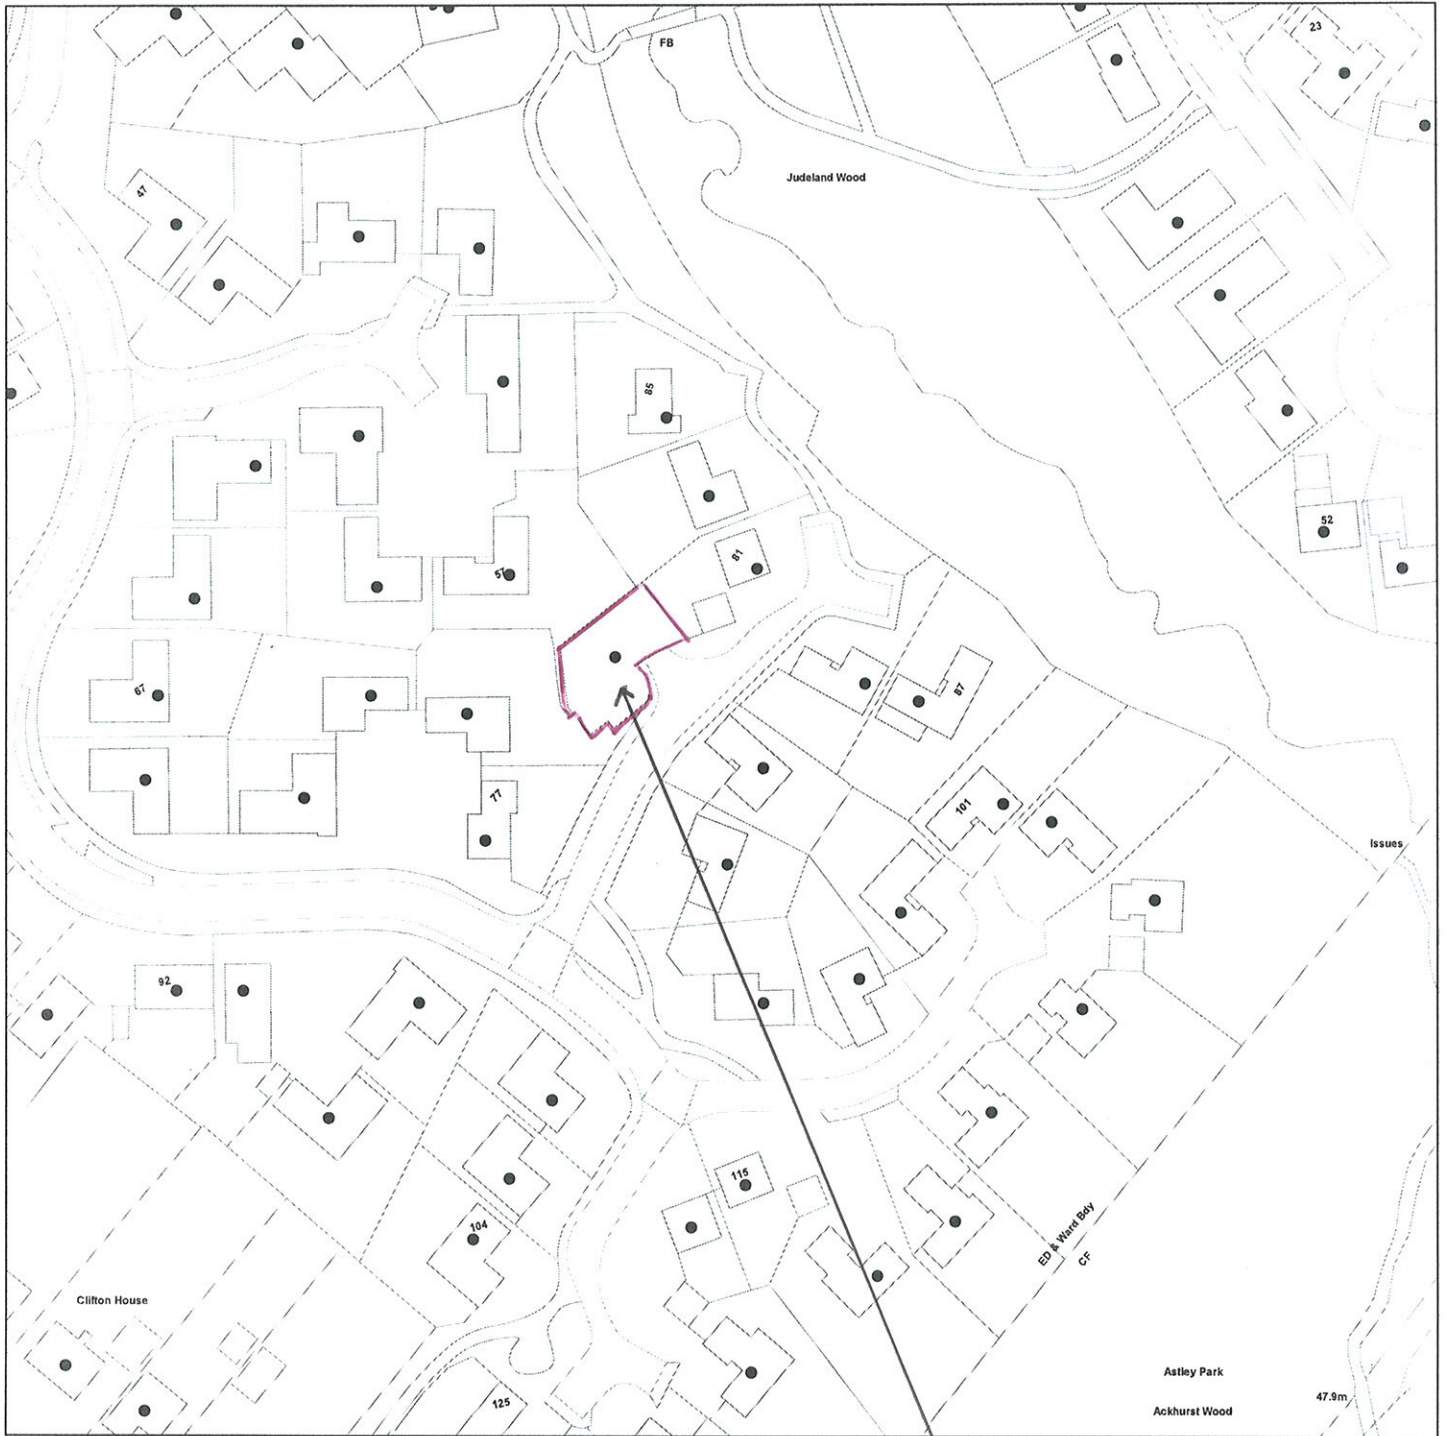 23
FB
Judeland Wood
47
85
52
81
57
67
87
77
101
Issues
92
115
104
ED & Ward Bdy
CF
Clifton House
Astley Park
47.9m
125
Ackhurst Wood